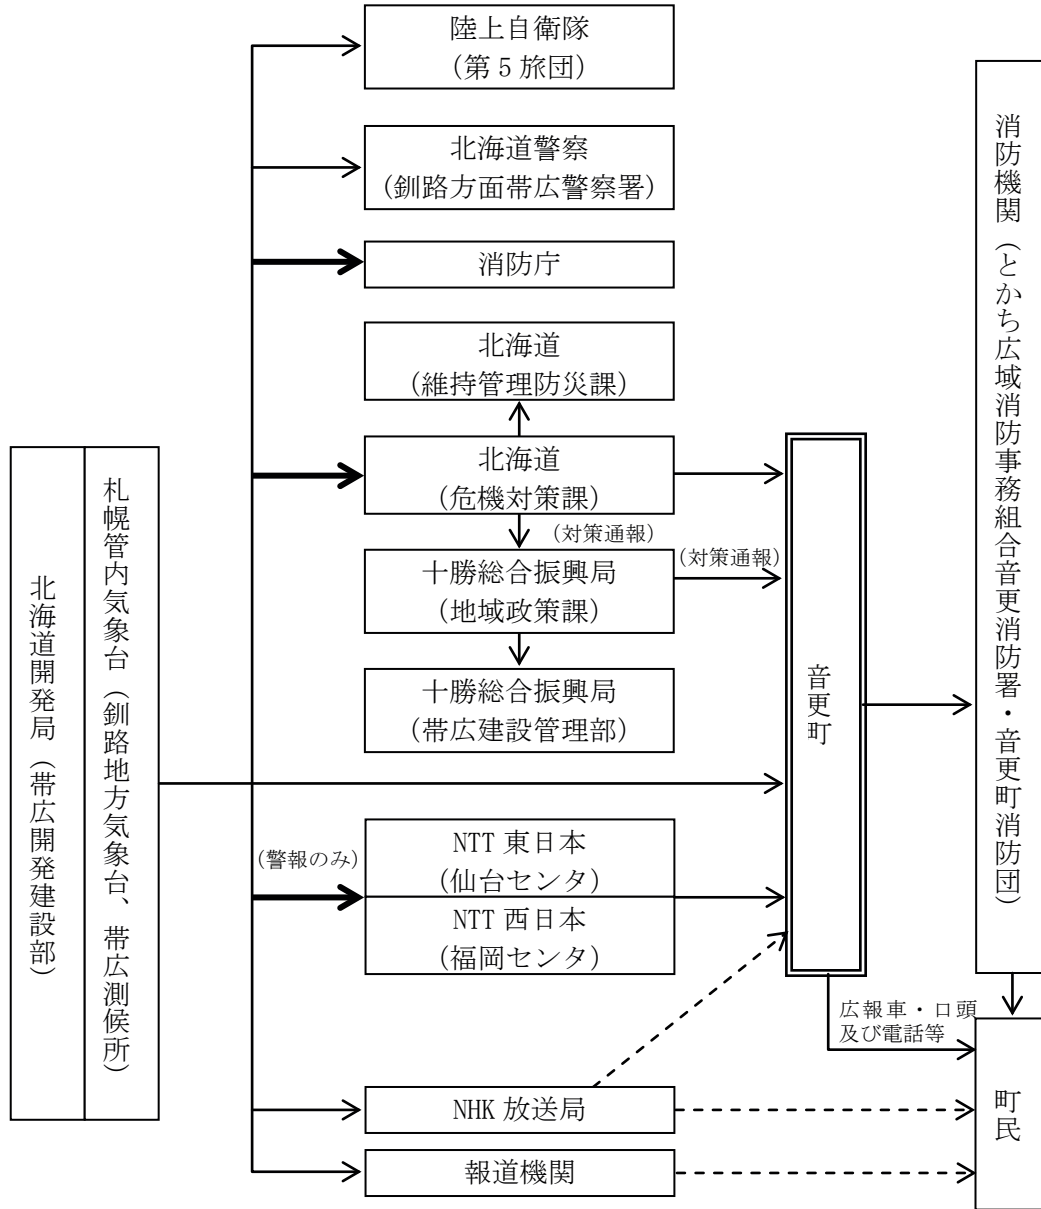 陸上自衛隊
(第5旅団)
北海道警察
(釧路方面帯広警察署)
消防庁
北海道
(維持管理防災課)
北海道
(危機対策課)
(対策通報)
(対策通報)
十勝総合振興局
(地域政策課)
十勝総合振興局
(帯広建設管理部)
北海道開発局(帯広開発建設部)
札幌管内気象台(釧路地方気象台、帯広測候所)
(警報のみ)
NTT 東日本
(仙台センタ)
NTT 西日本
(福岡センタ)
NHK 放送局
報道機関
音更町
広報車・口頭
及び電話等
消防機関(とかち広域消防事務組合音更消防署・音更町消防団)
町民